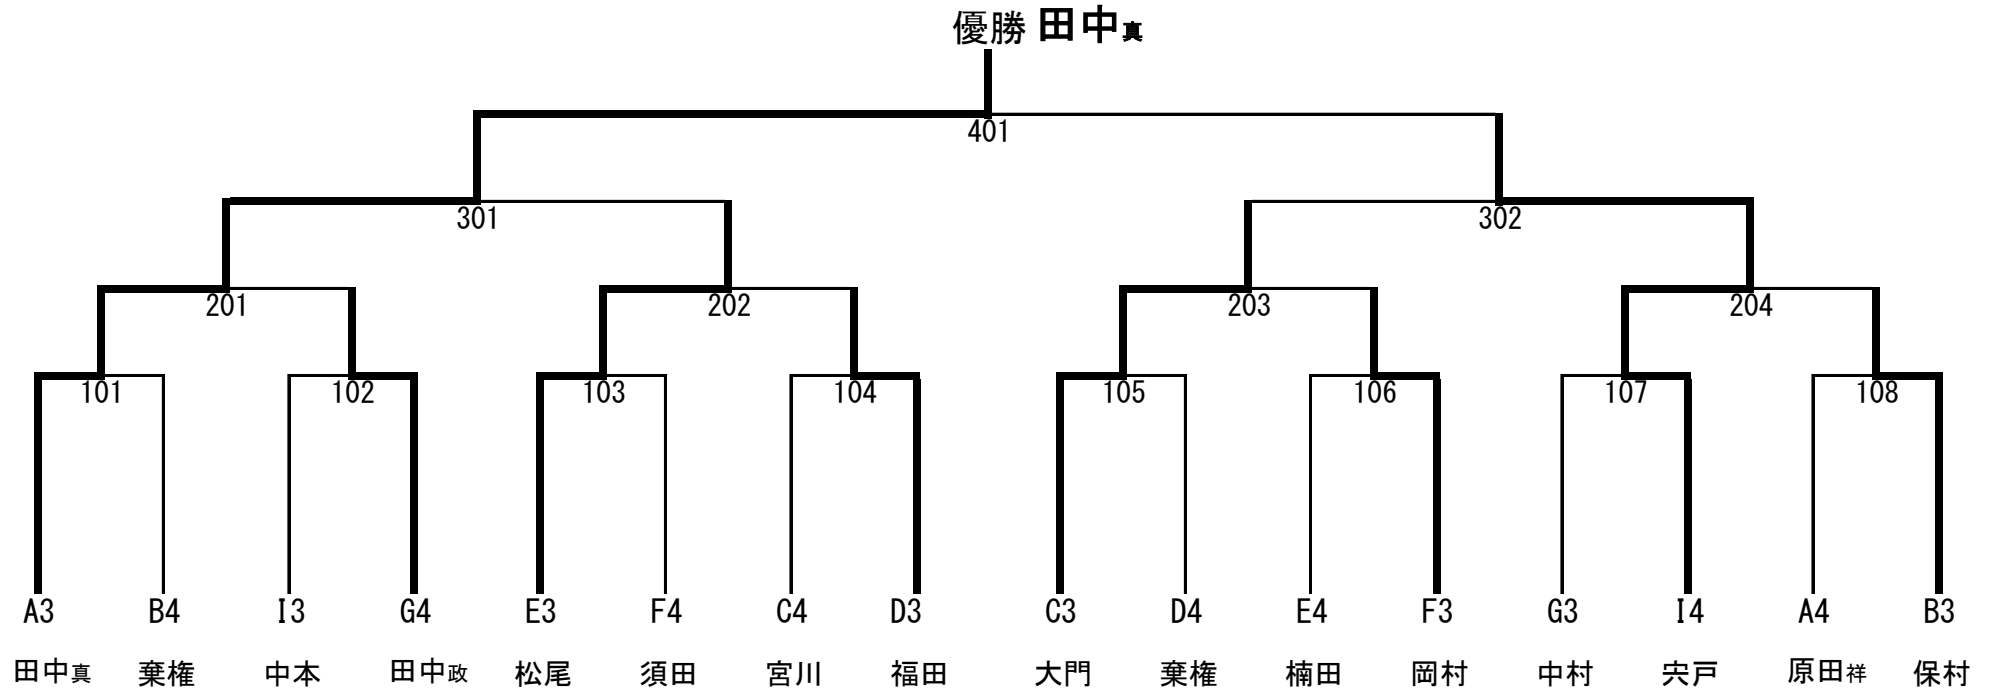 優勝 田中真
401
301 302
201 202 203 204
101 102 103 104 105 106 107 108
A3 B4 I3 G4 E3 F4 C4 D3 C3 D4 E4 F3 G3 I4 A4 B3
田中真 棄権 中本 田中政 松尾 須田 宮川 福田 大門 棄権 楠田 岡村 中村 宍戸 原田祥 保村